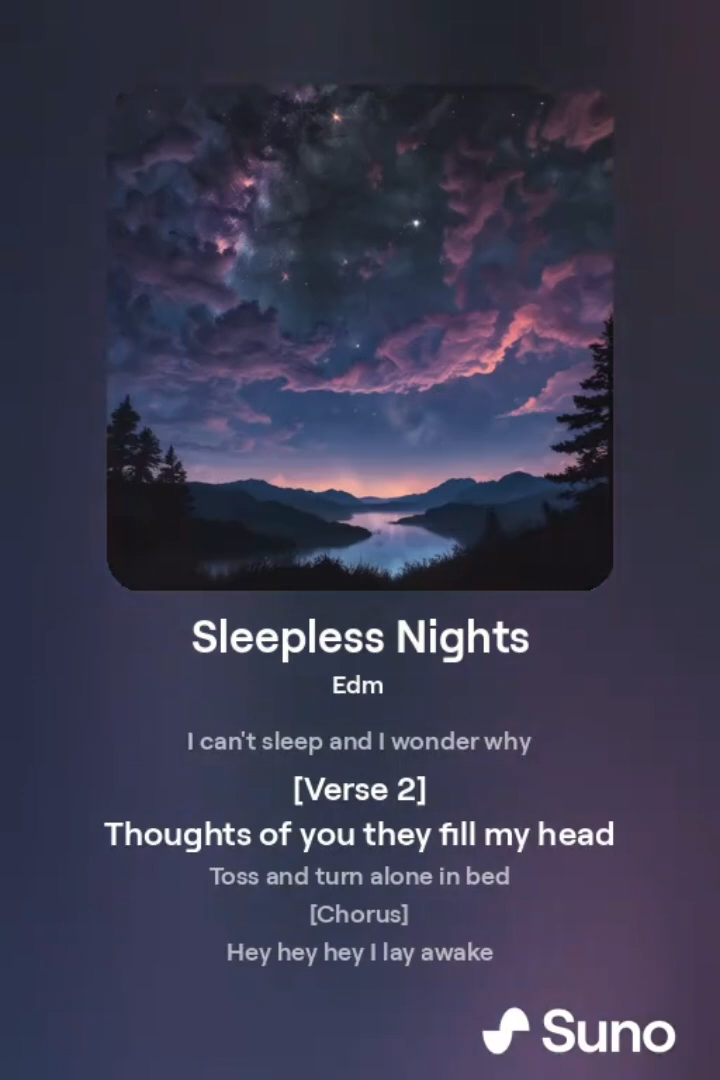 Sleepless Nights
Edm
I can't sleep and I wonder why
[Verse 2]
Thoughts of you they fill my head
Toss and turn alone in bed
[Chorus]
Hey hey hey I lay awake
Suno